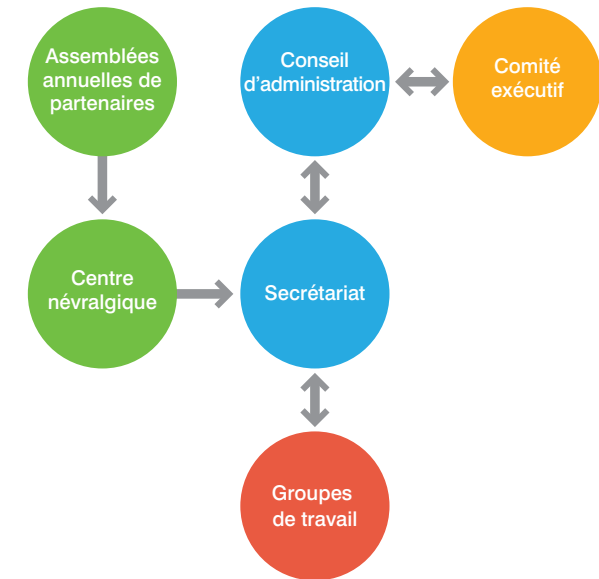 Assemblées
annuelles de
partenaires
Conseil
d’administration
Comité
exécutif
Centre
névralgique
Secrétariat
Groupes
de travail